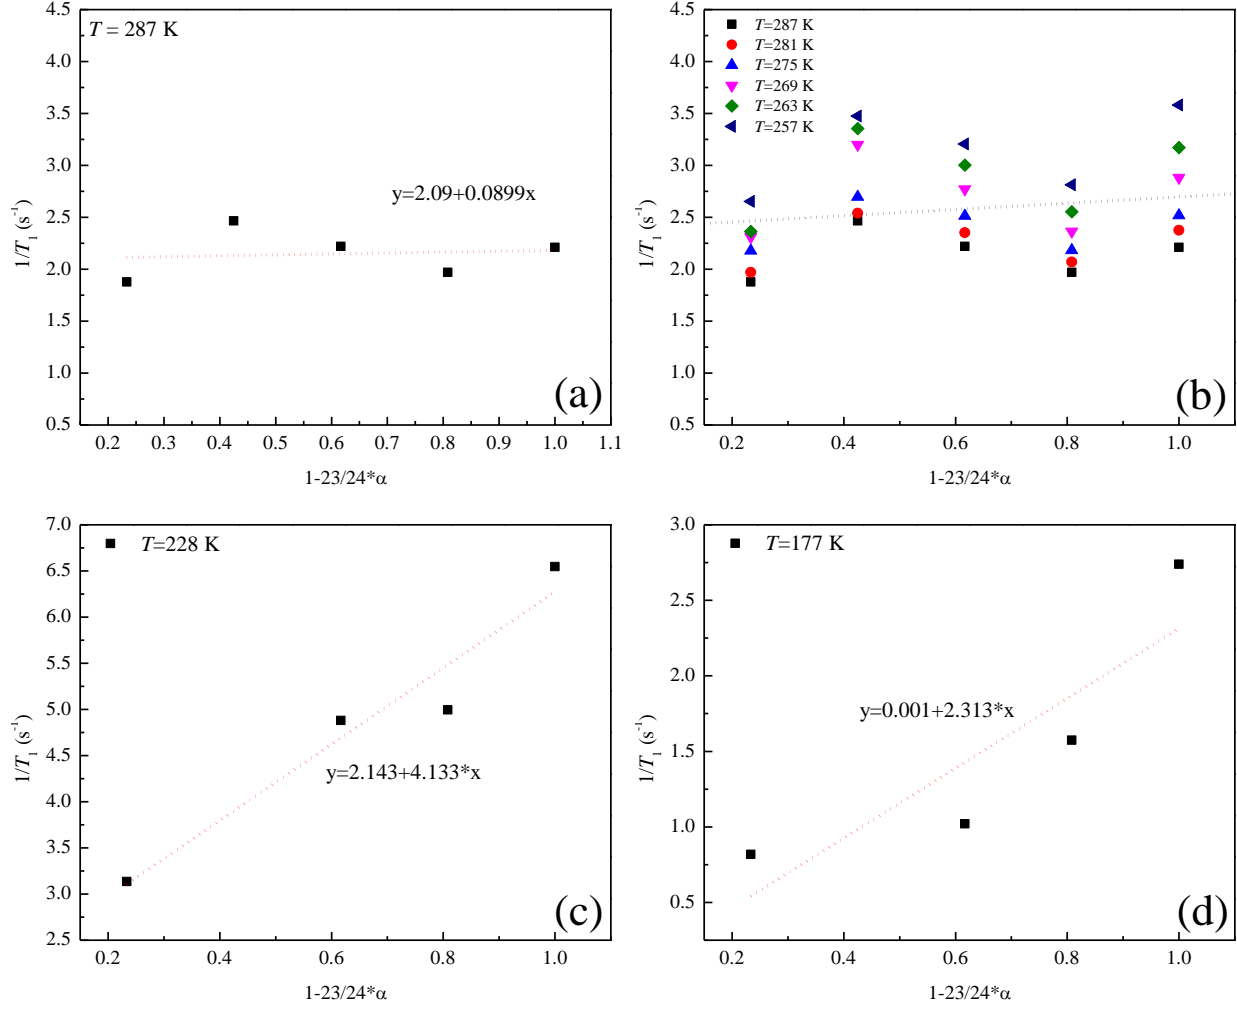 T = 287 K
4.5
4.0
3.5
3.0
2.5
2.0
1.5
1.0
0.5
1/T1 (s-1)
y=2.09+0.0899x
(a)
0.2 0.3 0.4 0.5 0.6 0.7 0.8 0.9 1.0 1.1
1-23/24*α
T=287 K
T=281 K
T=275 K
T=269 K
T=263 K
T=257 K
4.5
4.0
3.5
3.0
2.5
2.0
1.5
1.0
0.5
1/T1 (s-1)
(b)
0.2 0.4 0.6 0.8 1.0
1-23/24*α
T=228 K
7.0
6.5
6.0
5.5
5.0
4.5
4.0
3.5
3.0
2.5
1/T1 (s-1)
y=2.143+4.133*x
(c)
0.2 0.4 0.6 0.8 1.0
1-23/24*α
T=177 K
3.0
2.5
2.0
1.5
1.0
0.5
1/T1 (s-1)
y=0.001+2.313*x
(d)
0.2 0.4 0.6 0.8 1.0
1-23/24*α